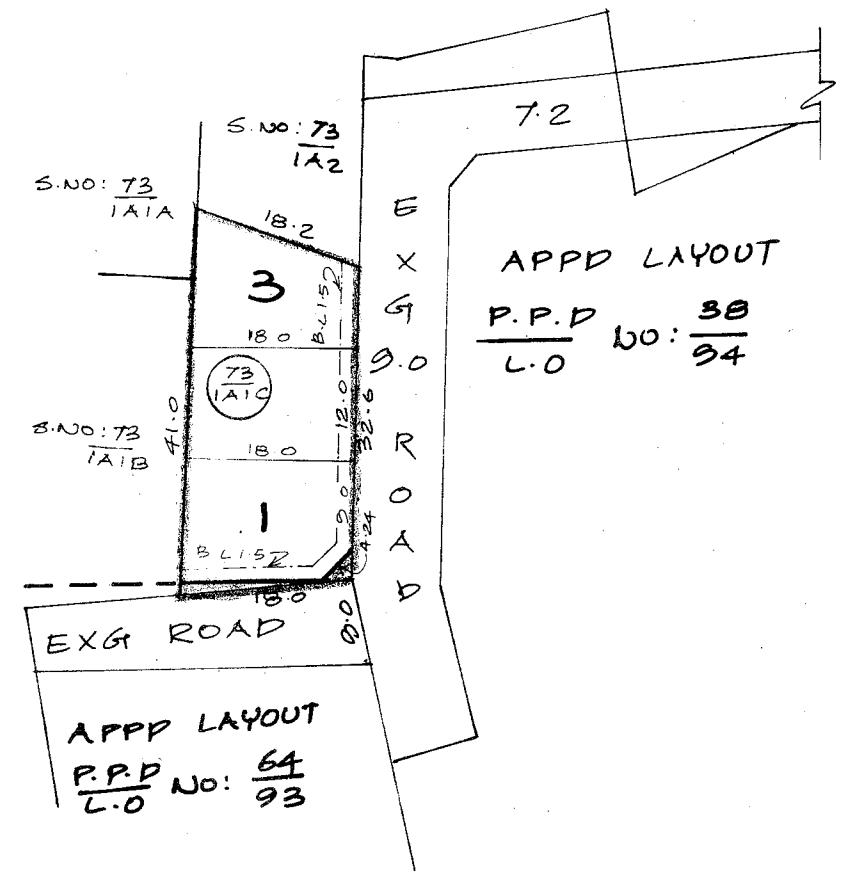 7.2
S.NO: 73
1A2
S.NO: 73
1A1A
18.2
E X G 9.0 R O A D
APPD LAYOUT
P.P.D NO: 38
L.O 94
3
B.L 1.5
18.0
73
1A1C
12.0
32.6
41.0
S.NO: 73
1A1B
18.0
9.0
1
4.24
B L 1.5
18.0
9.0
EXG ROAD
APPD LAYOUT
P.P.D NO: 64
L.O 93